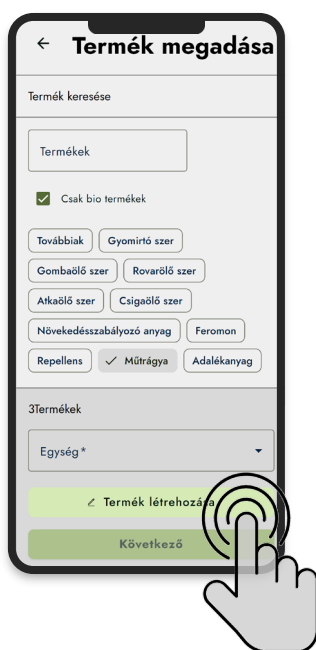 Termék megadása
Termék keresése
Termékek
Csak bio termékek
Továbbiak Gyomirtó szer
Gombaölő szer Rovarölő szer
Atkaölő szer Csigaölő szer
Növekedésszabályozó anyag Feromon
Repellens Műtrágya Adalékanyag
3Termékek
Egység*
Termék létrehozása
Következő